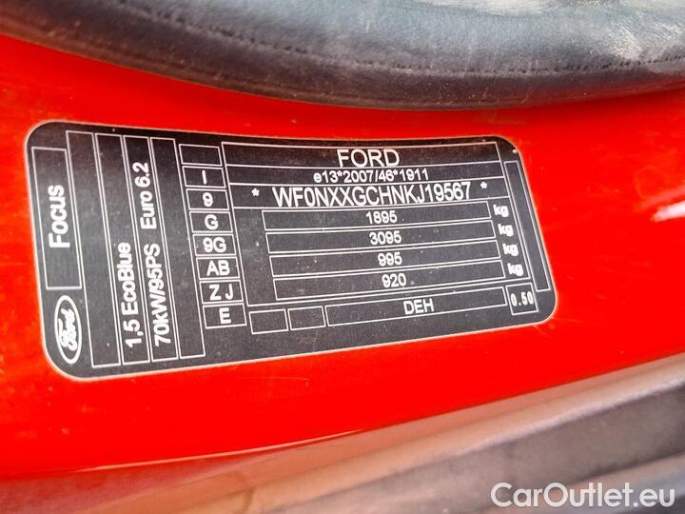 Ford
Focus
1,5 EcoBlue
70kW/95PS Euro 6.2
I
9
G
9G
AB
Z J
E
FORD
e13*2007/46*1911
* WF0NXXGCHNKJ19567 *
1895 kg
3095 kg
995 kg
920 kg
DEH
0.50
CarOutlet.eu